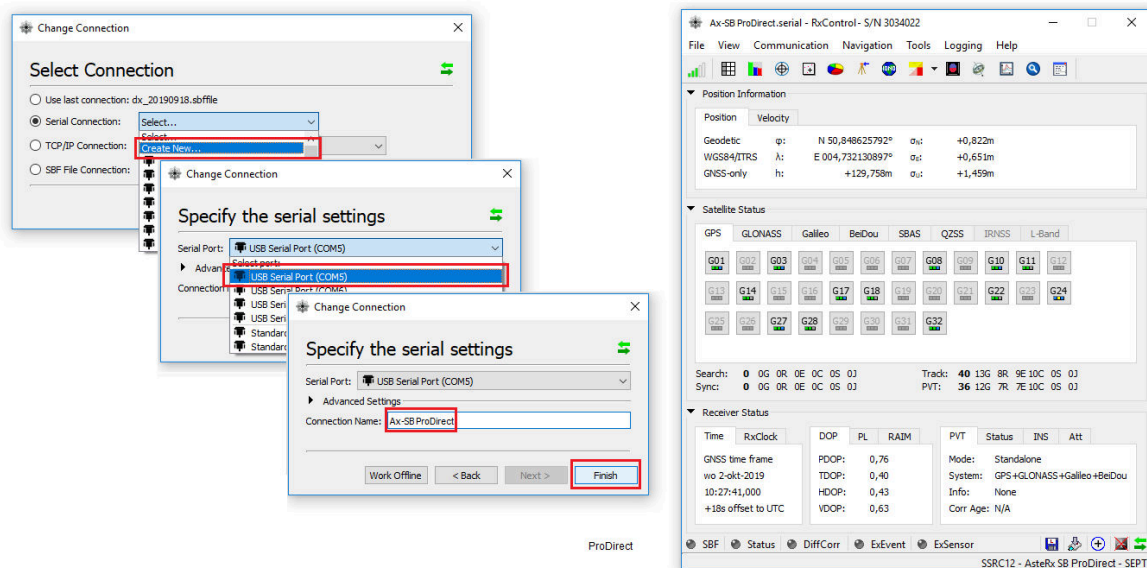 Change Connection
Select Connection
Use last connection: dx_20190918.sbffile
Serial Connection: Select...
Select...
TCP/IP Connection: Create New...
SBF File Connection:
Change Connection
Specify the serial settings
Serial Port: USB Serial Port (COM5)
Select port:
USB Serial Port (COM5)
USB Serial Port (COM6)
USB Seri
USB Seri
Standard
Standard
Change Connection
Specify the serial settings
Serial Port: USB Serial Port (COM5)
Advanced Settings
Connection Name: Ax-SB ProDirect
Work Offline < Back Next > Finish
ProDirect
Ax-SB ProDirect.serial - RxControl - S/N 3034022
File View Communication Navigation Tools Logging Help
Position Information
Position Velocity
Geodetic φ: N 50,848625792° σN: +0,822m
WGS84/ITRS λ: E 004,732130897° σE: +0,651m
GNSS-only h: +129,758m σU: +1,459m
Satellite Status
GPS GLONASS Galileo BeiDou SBAS QZSS IRNSS L-Band
G01 G02 G03 G04 G05 G06 G07 G08 G09 G10 G11 G12
G13 G14 G15 G16 G17 G18 G19 G20 G21 G22 G23 G24
G25 G26 G27 G28 G29 G30 G31 G32
Search: 0 0G 0R 0E 0C 0S 0J Track: 40 13G 8R 9E 10C 0S 0J
Sync: 0 0G 0R 0E 0C 0S 0J PVT: 36 12G 7R 7E 10C 0S 0J
Receiver Status
Time RxClock DOP PL RAIM PVT Status INS Att
GNSS time frame PDOP: 0,76 Mode: Standalone
wo 2-okt-2019 TDOP: 0,40 System: GPS+GLONASS+Galileo+BeiDou
10:27:41,000 HDOP: 0,43 Info: None
+18s offset to UTC VDOP: 0,63 Corr Age: N/A
SBF Status DiffCorr ExEvent ExSensor
SSRC12 - AsteRx SB ProDirect - SEPT